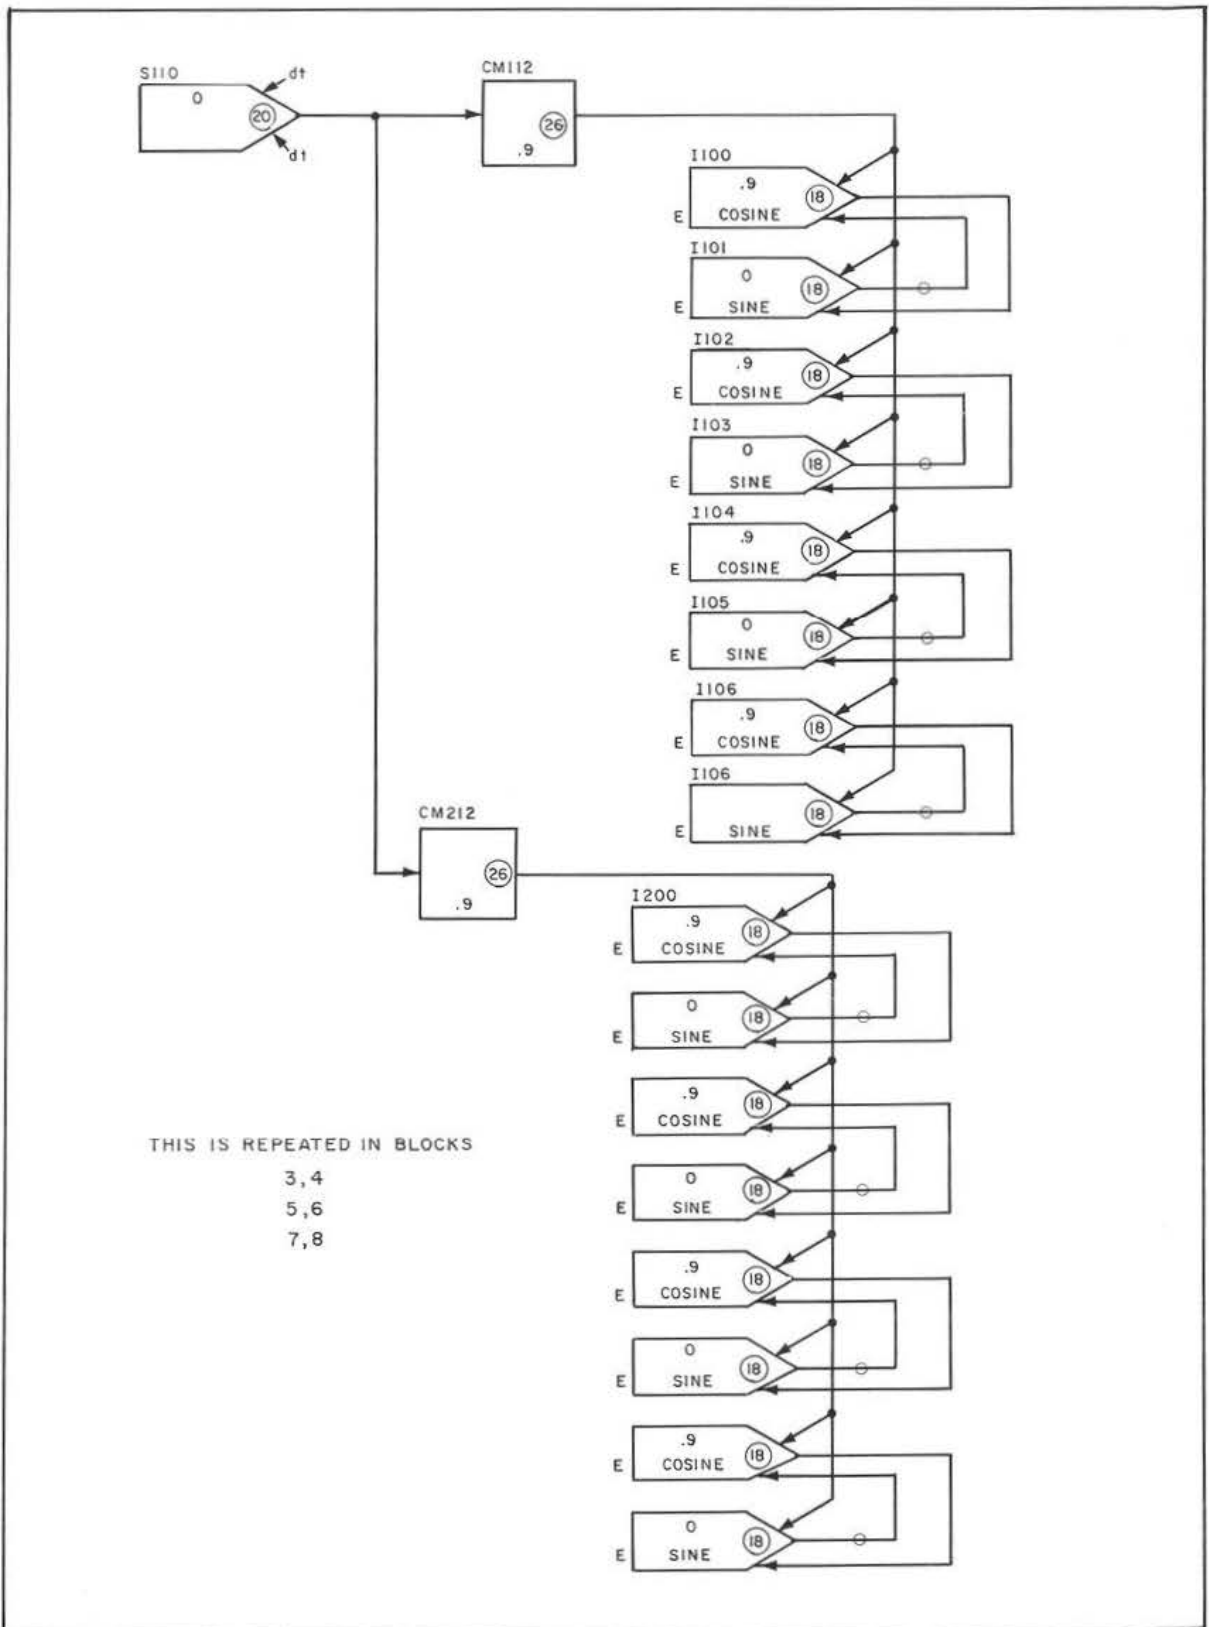 S110
dt
0
20
dt
CM112
26
.9
I100
.9
18
E COSINE
I101
0
18
E SINE
I102
.9
18
E COSINE
I103
0
18
E SINE
I104
.9
18
E COSINE
I105
0
18
E SINE
I106
.9
18
E COSINE
I106
18
E SINE
CM212
26
.9
I200
.9
18
E COSINE
0
18
E SINE
.9
18
E COSINE
0
18
E SINE
.9
18
E COSINE
0
18
E SINE
.9
18
E COSINE
0
18
E SINE
THIS IS REPEATED IN BLOCKS
3,4
5,6
7,8